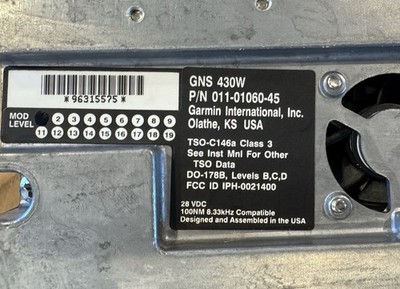 *96315575*
MOD
LEVEL
2 3 4 5 6 7 8 9
11 12 13 14 15 16 17 18 19
GNS 430W
P/N 011-01060-45
Garmin International, Inc.
Olathe, KS USA
TSO-C146a Class 3
See Inst Mnl For Other
TSO Data
DO-178B, Levels B,C,D
FCC ID IPH-0021400
28 VDC
100NM 8.33kHz Compatible
Designed and Assembled in the USA